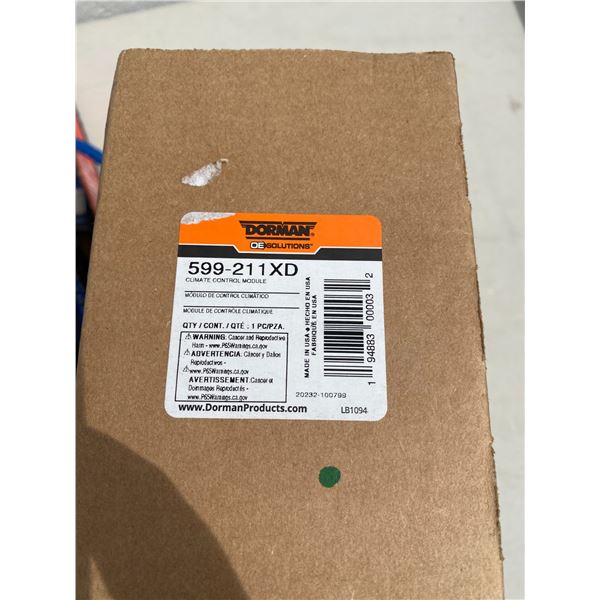 DORMAN®
OE SOLUTIONS™
599-211XD
CLIMATE CONTROL MODULE
MÓDULO DE CONTROL CLIMÁTICO
MODULE DE CONTRÔLE CLIMATIQUE
QTY / CONT. / QTÉ : 1 PC/PZA.
⚠WARNING: Cancer and Reproductive
Harm - www.P65Warnings.ca.gov
⚠ADVERTENCIA: Cáncer y Daños
Reproductivos -
⚠www.P65Warnings.ca.gov
AVERTISSEMENT: Cancer et
Dommages Reproductifs -
www.P65Warnings.ca.gov
www.DormanProducts.com
MADE IN USA ♦ HECHO EN USA
FABRIQUÉ EN USA
1 94883 00003 2
20232-100799
LB1094